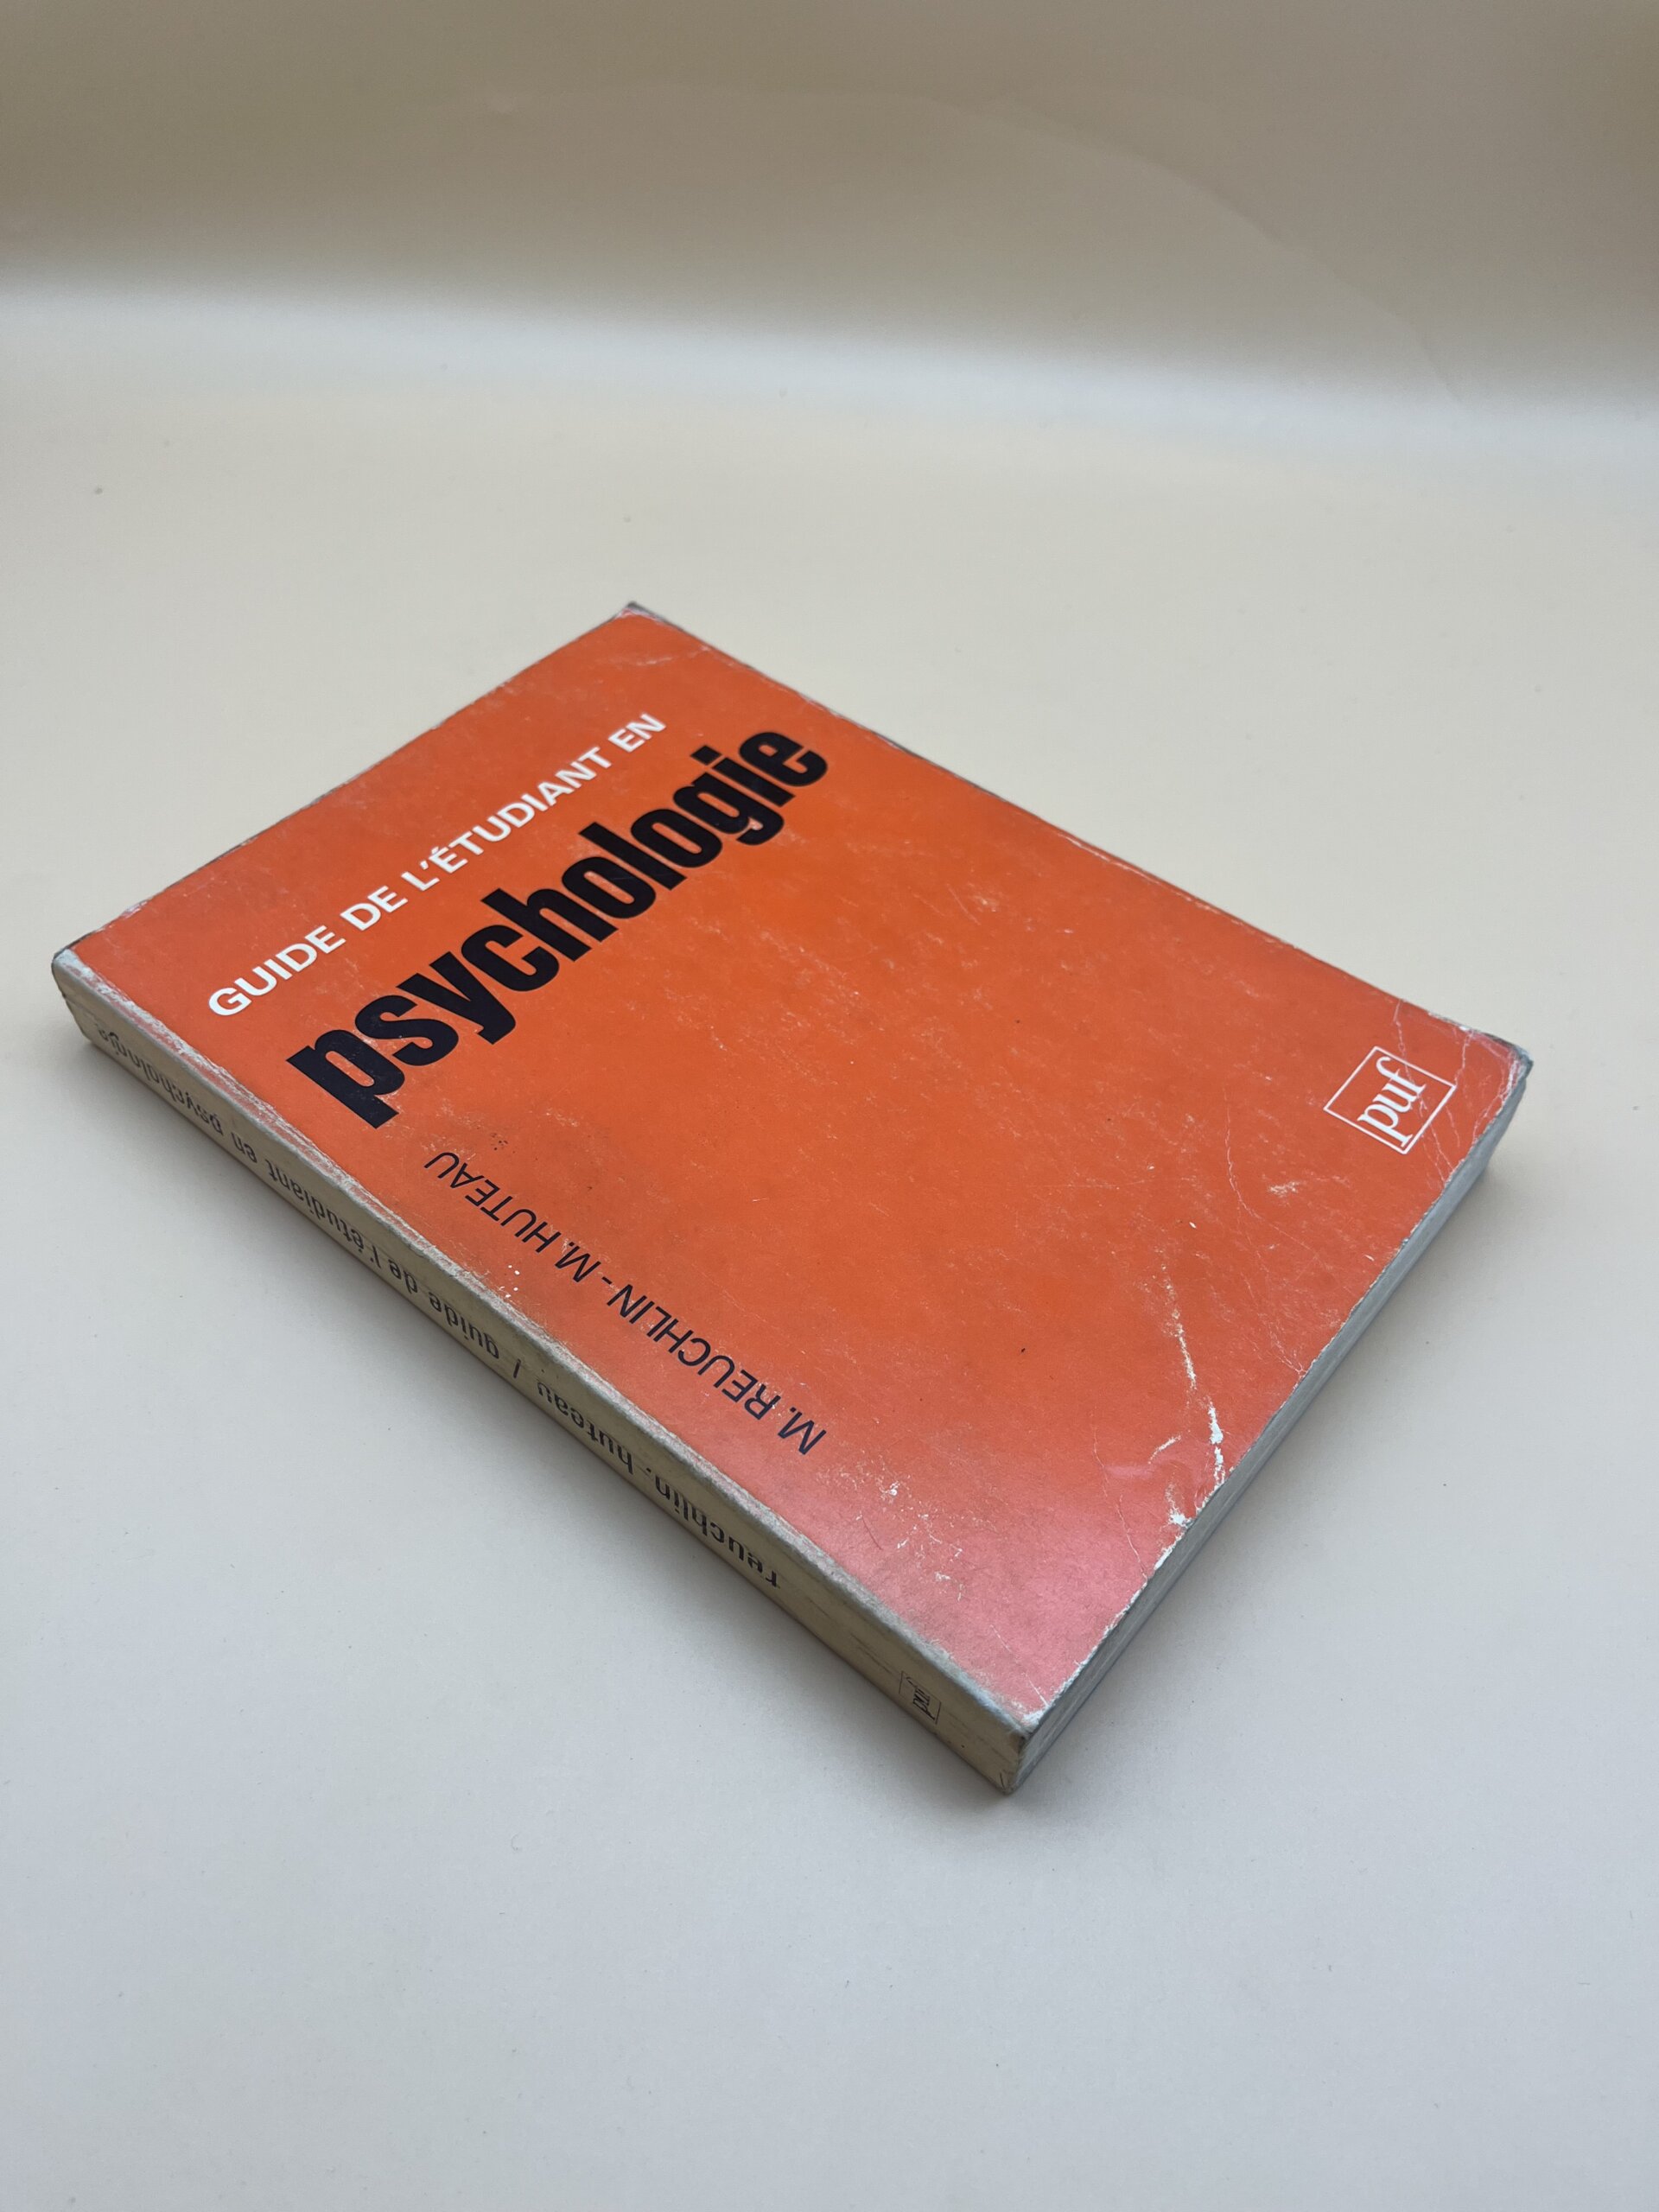 GUIDE DE L'ÉTUDIANT EN
psychologie
M. REUCHLIN - M. HUTEAU
puf
reuchlin, huteau / guide de l'étudiant en psychologie
puf